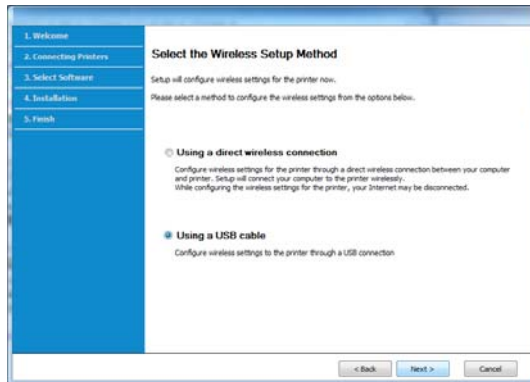 1. Welcome
2. Connecting Printers
3. Select Software
4. Installation
5. Finish
Select the Wireless Setup Method
Setup will configure wireless settings for the printer now.
Please select a method to configure the wireless settings from the options below.
Using a direct wireless connection
Configure wireless settings for the printer through a direct wireless connection between your computer
and printer. Setup will connect your computer to the printer wirelessly.
While configuring the wireless settings for the printer, your Internet may be disconnected.
Using a USB cable
Configure wireless settings to the printer through a USB connection
< Back
Next >
Cancel